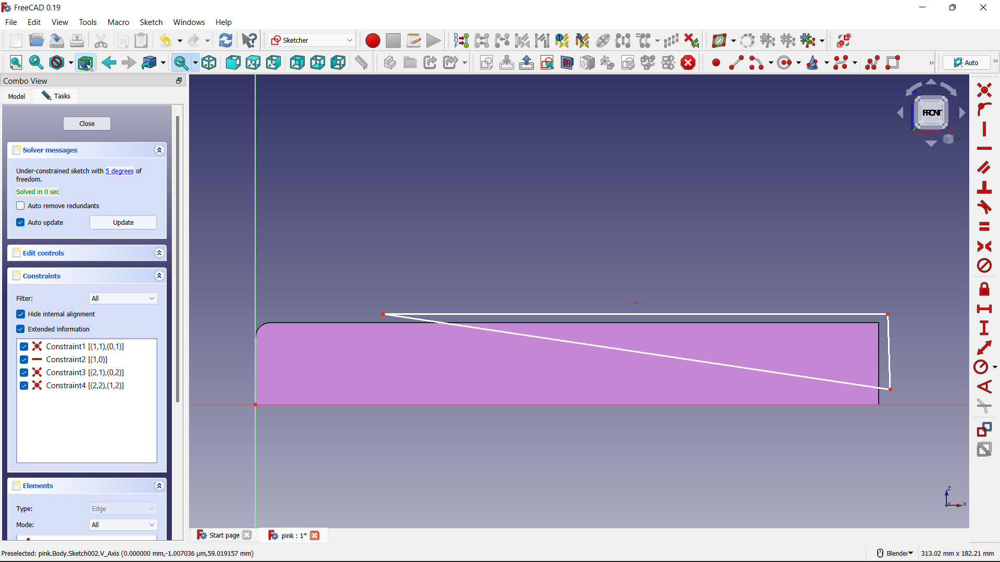 FreeCAD 0.19
File Edit View Tools Macro Sketch Windows Help
Sketcher
Auto
Combo View
Model Tasks
Close
Solver messages
Under-constrained sketch with 5 degrees of
freedom.
Solved in 0 sec
Auto remove redundants
Auto update Update
Edit controls
Constraints
Filter: All
Hide internal alignment
Extended information
Constraint1 [(1,1),(0,1)]
Constraint2 [(1,0)]
Constraint3 [(2,1),(0,2)]
Constraint4 [(2,2),(1,2)]
Elements
Type: Edge
Mode: All
FRONT
Z
X
Z
Y
X
Start page
pink : 1*
Preselected: pink.Body.Sketch002.V_Axis (0.000000 mm,-1.007036 µm,59.019157 mm)
Blender
313.02 mm x 182.21 mm